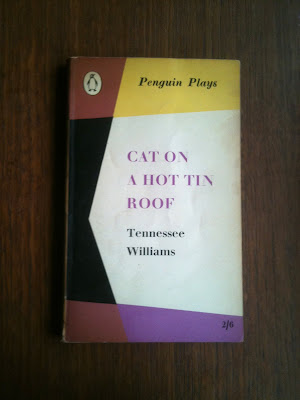 Penguin Plays
CAT ON
A HOT TIN
ROOF
Tennessee
Williams
2/6